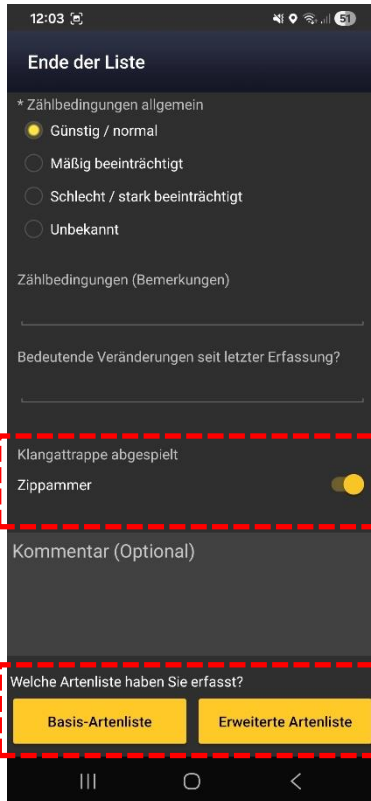 12:03 51
Ende der Liste
* Zählbedingungen allgemein
Günstig / normal
Mäßig beeinträchtigt
Schlecht / stark beeinträchtigt
Unbekannt
Zählbedingungen (Bemerkungen)
Bedeutende Veränderungen seit letzter Erfassung?
Klangattrappe abgespielt
Zippammer
Kommentar (Optional)
Welche Artenliste haben Sie erfasst?
Basis-Artenliste Erweiterte Artenliste